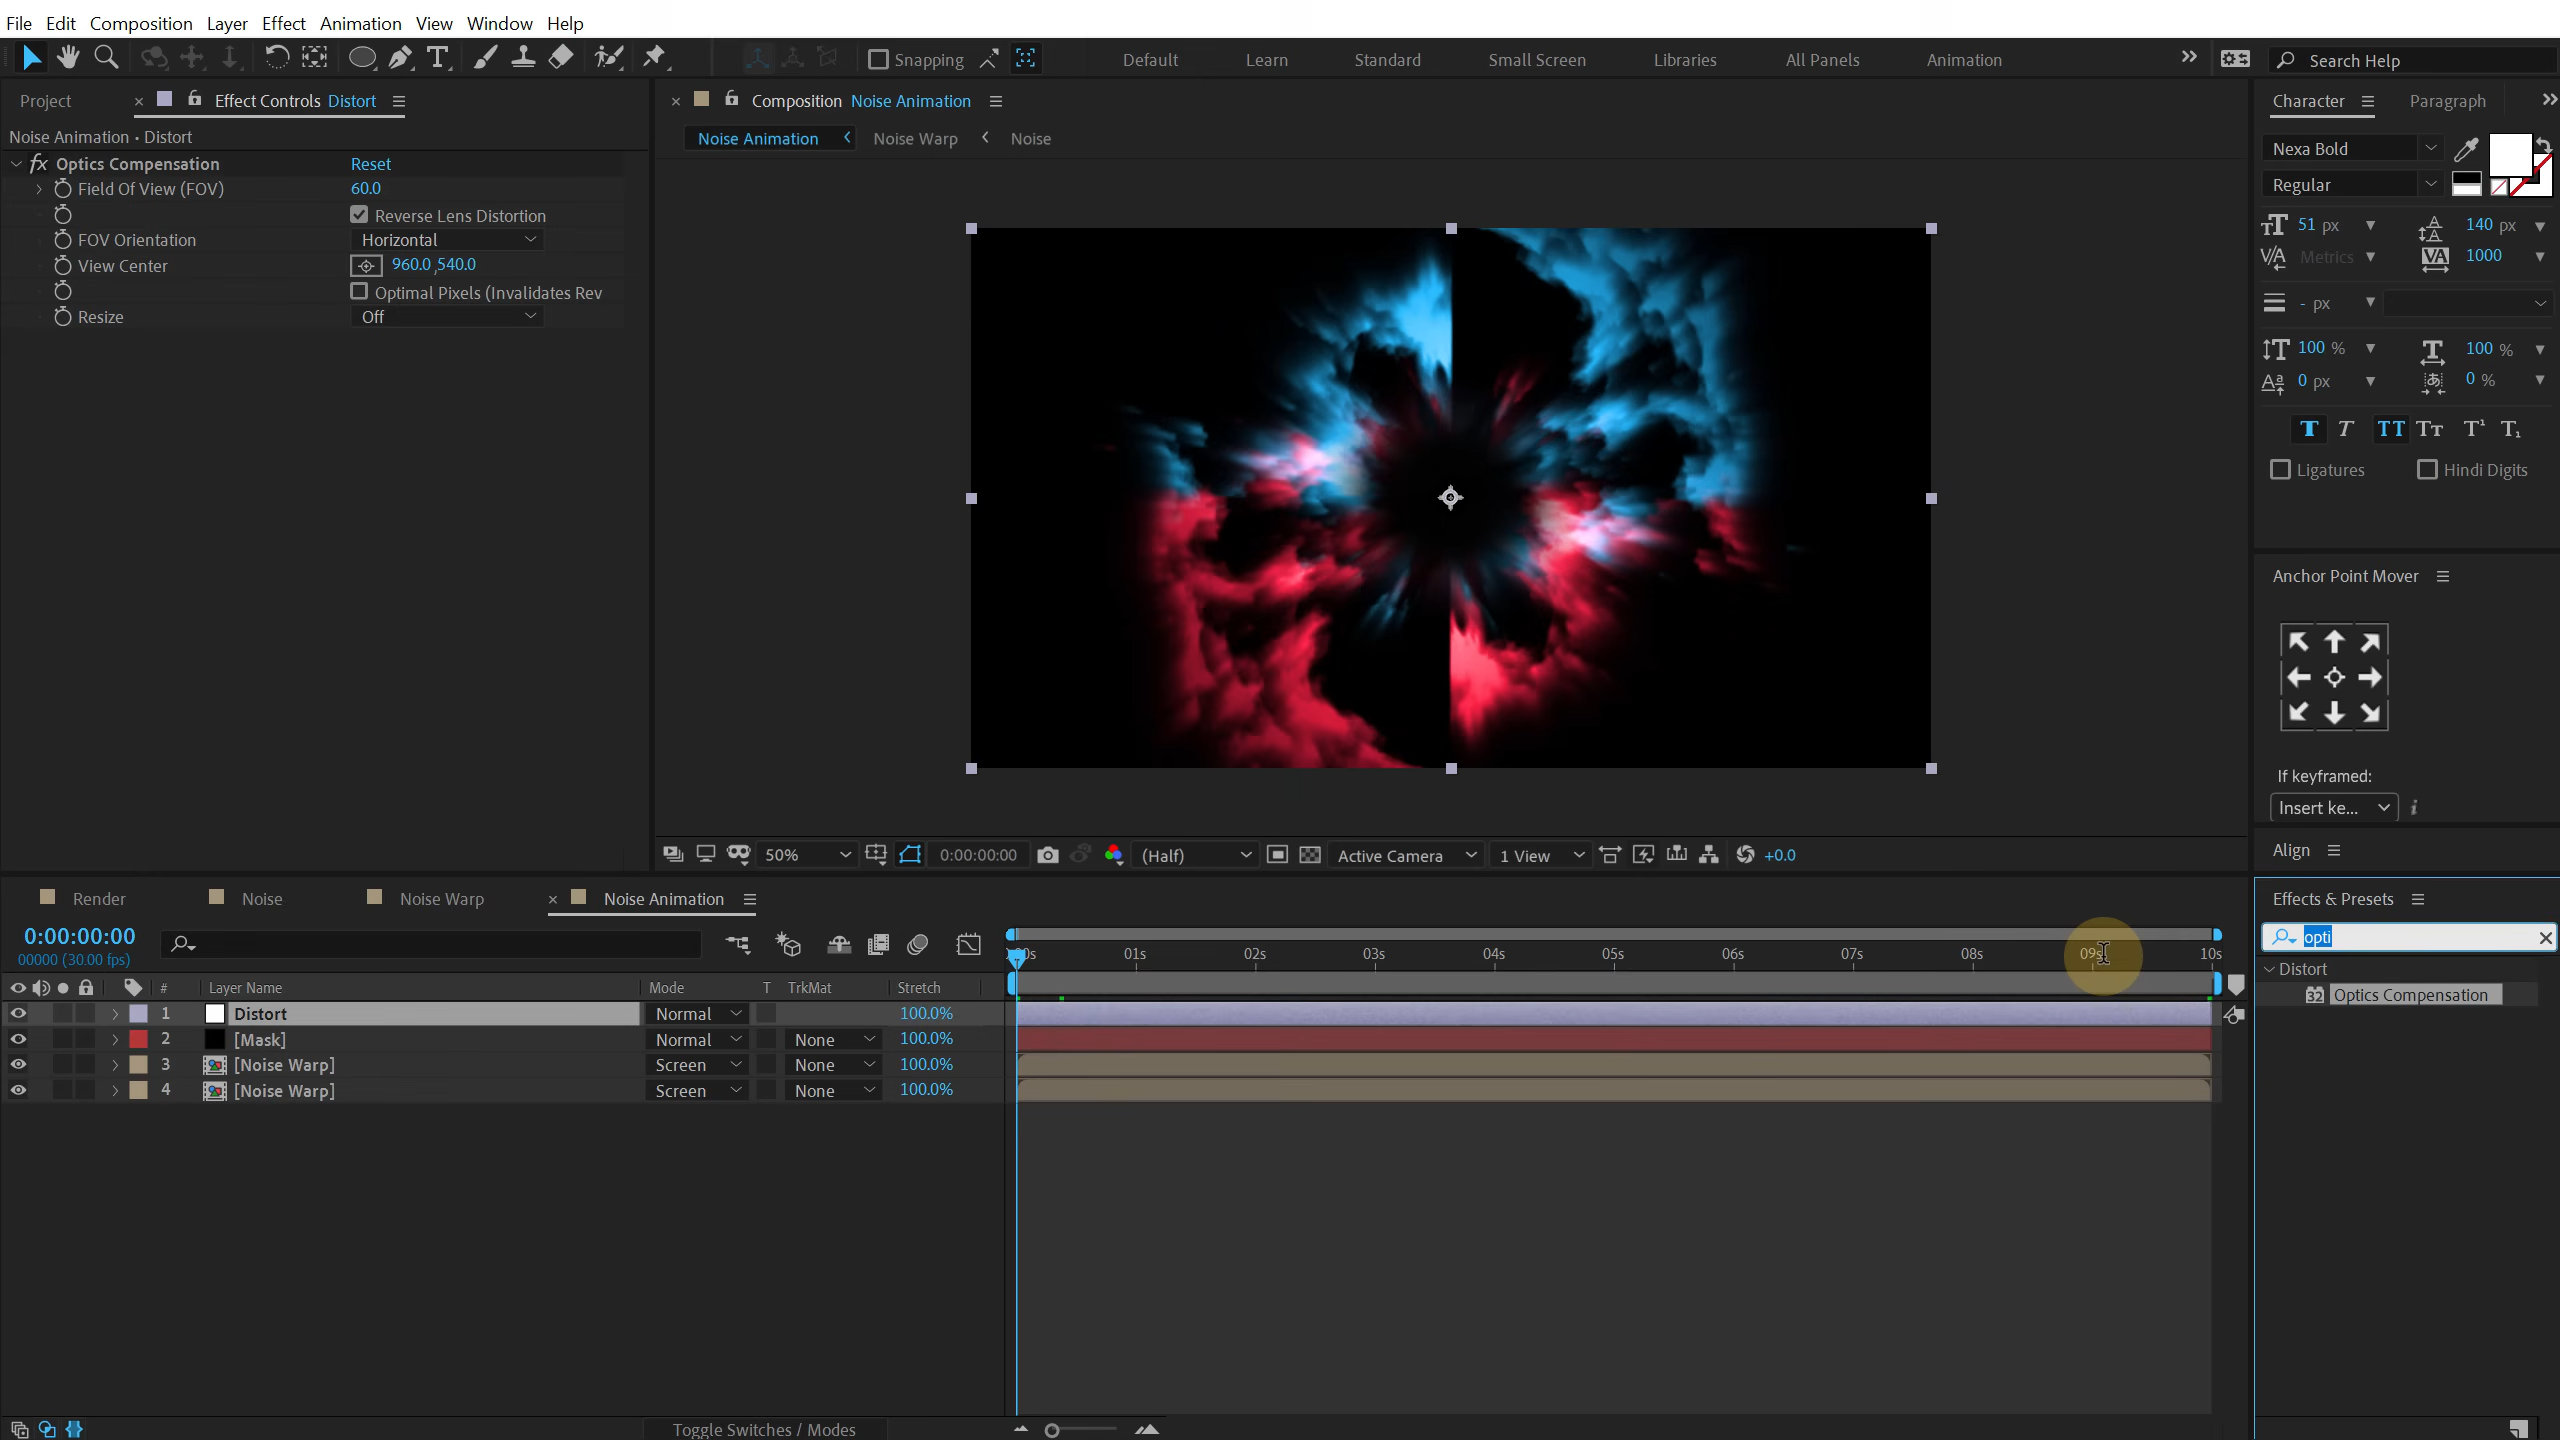 File Edit Composition Layer Effect Animation View Window Help
Snapping
Default Learn Standard Small Screen Libraries All Panels Animation
Search Help
Project
Effect Controls Distort
Noise Animation • Distort
fx Optics Compensation Reset
Field Of View (FOV) 60.0
Reverse Lens Distortion
FOV Orientation Horizontal
View Center 960.0 ,540.0
Optimal Pixels (Invalidates Rev
Resize Off
Composition Noise Animation
Noise Animation Noise Warp Noise
50% 0:00:00:00 (Half) Active Camera 1 View +0.0
Character Paragraph
Nexa Bold
Regular
51 px 140 px
Metrics 1000
- px
100 % 100 %
0 px 0 %
T T TT Tт T¹ T₁
Ligatures Hindi Digits
Anchor Point Mover
If keyframed:
Insert ke...
Align
Effects & Presets
opti
Distort
32 Optics Compensation
Render Noise Noise Warp Noise Animation
0:00:00:00
00000 (30.00 fps)
01s 02s 03s 04s 05s 06s 07s 08s 09s 10s
# Layer Name Mode T TrkMat Stretch
1 Distort Normal 100.0%
2 [Mask] Normal None 100.0%
3 [Noise Warp] Screen None 100.0%
4 [Noise Warp] Screen None 100.0%
Toggle Switches / Modes